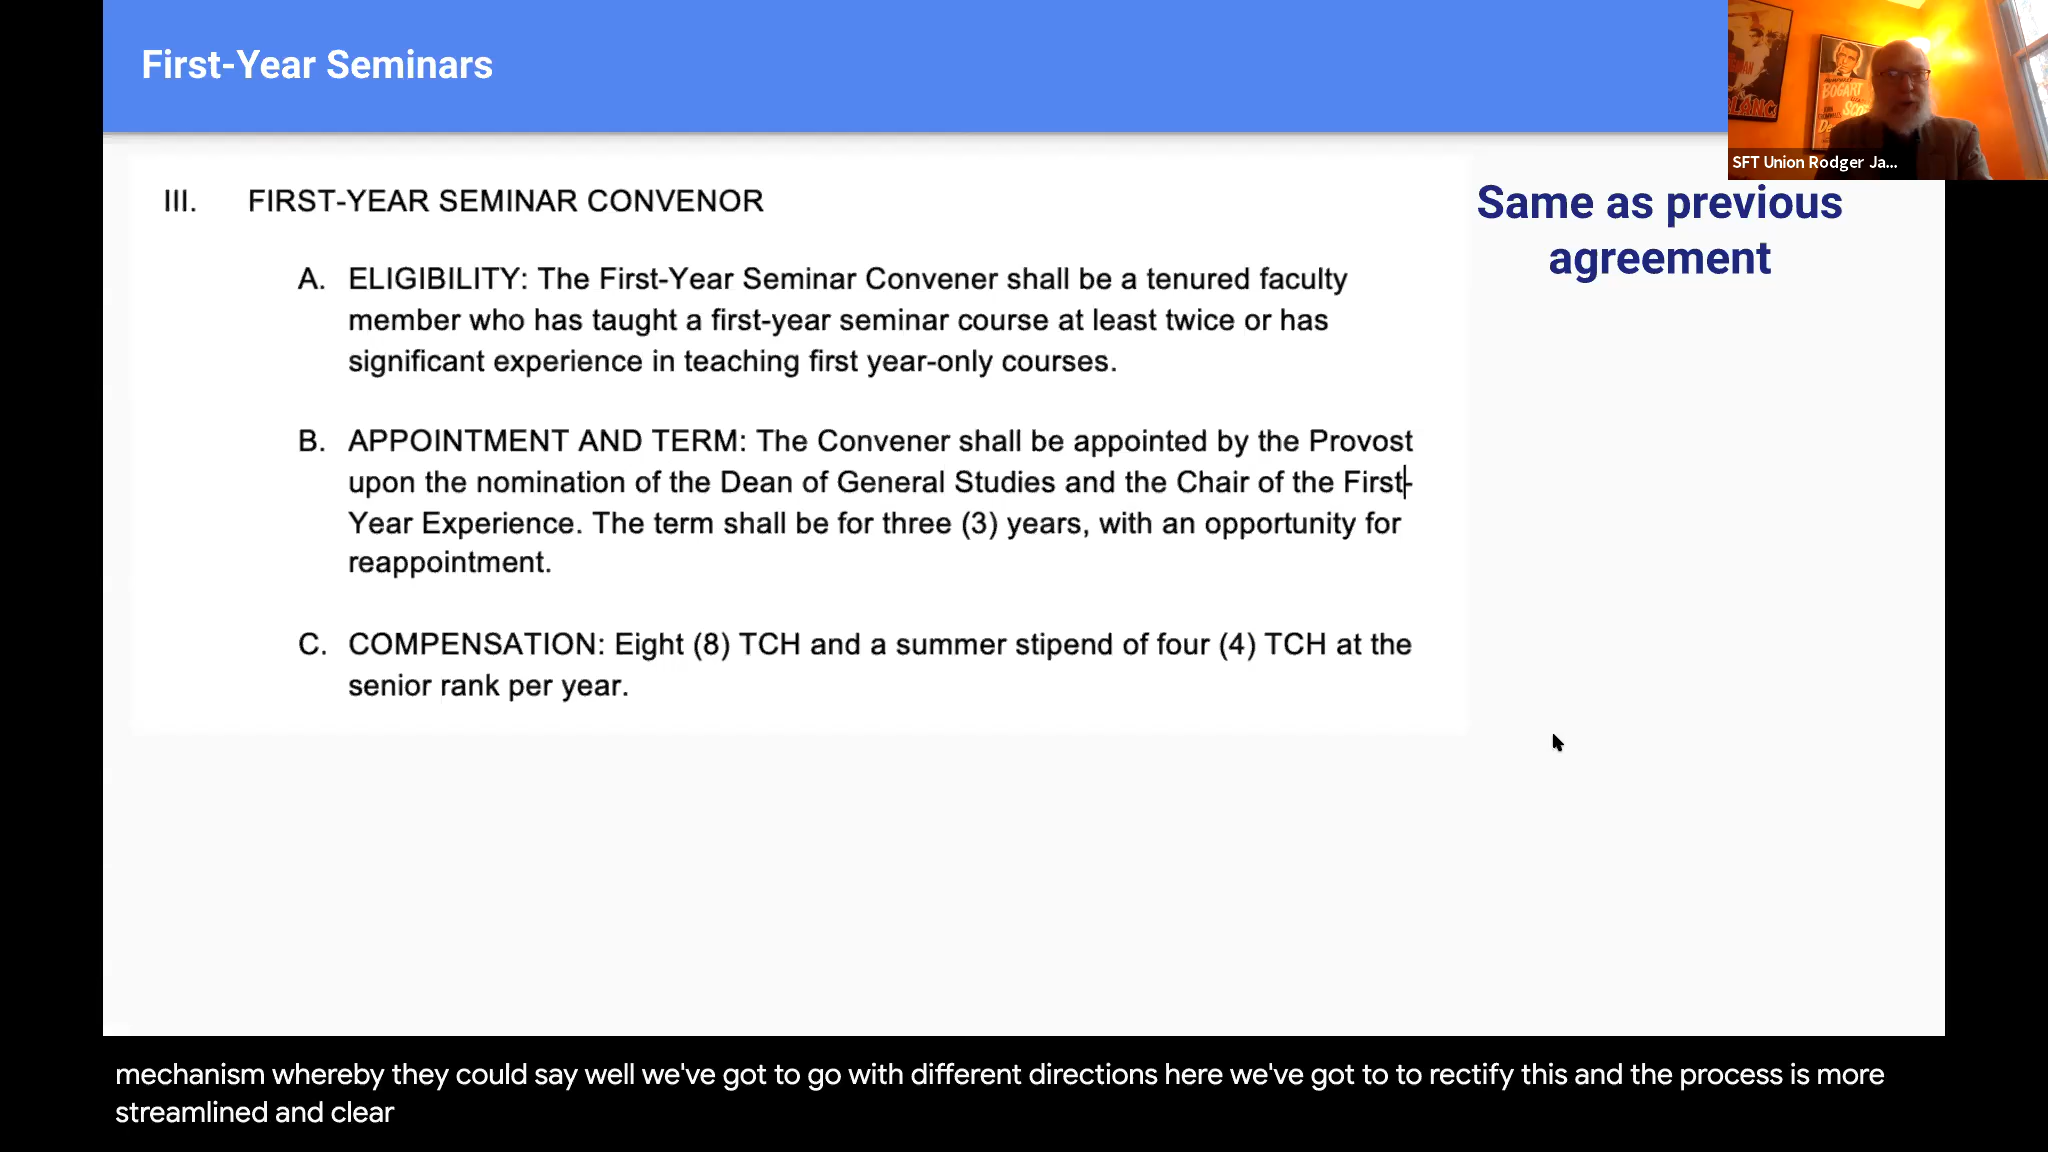 First-Year Seminars
BOGART
SFT Union Rodger Ja...
Same as previous
agreement
III. FIRST-YEAR SEMINAR CONVENOR
A. ELIGIBILITY: The First-Year Seminar Convener shall be a tenured faculty
member who has taught a first-year seminar course at least twice or has
significant experience in teaching first year-only courses.
B. APPOINTMENT AND TERM: The Convener shall be appointed by the Provost
upon the nomination of the Dean of General Studies and the Chair of the First-
Year Experience. The term shall be for three (3) years, with an opportunity for
reappointment.
C. COMPENSATION: Eight (8) TCH and a summer stipend of four (4) TCH at the
senior rank per year.
mechanism whereby they could say well we've got to go with different directions here we've got to to rectify this and the process is more
streamlined and clear